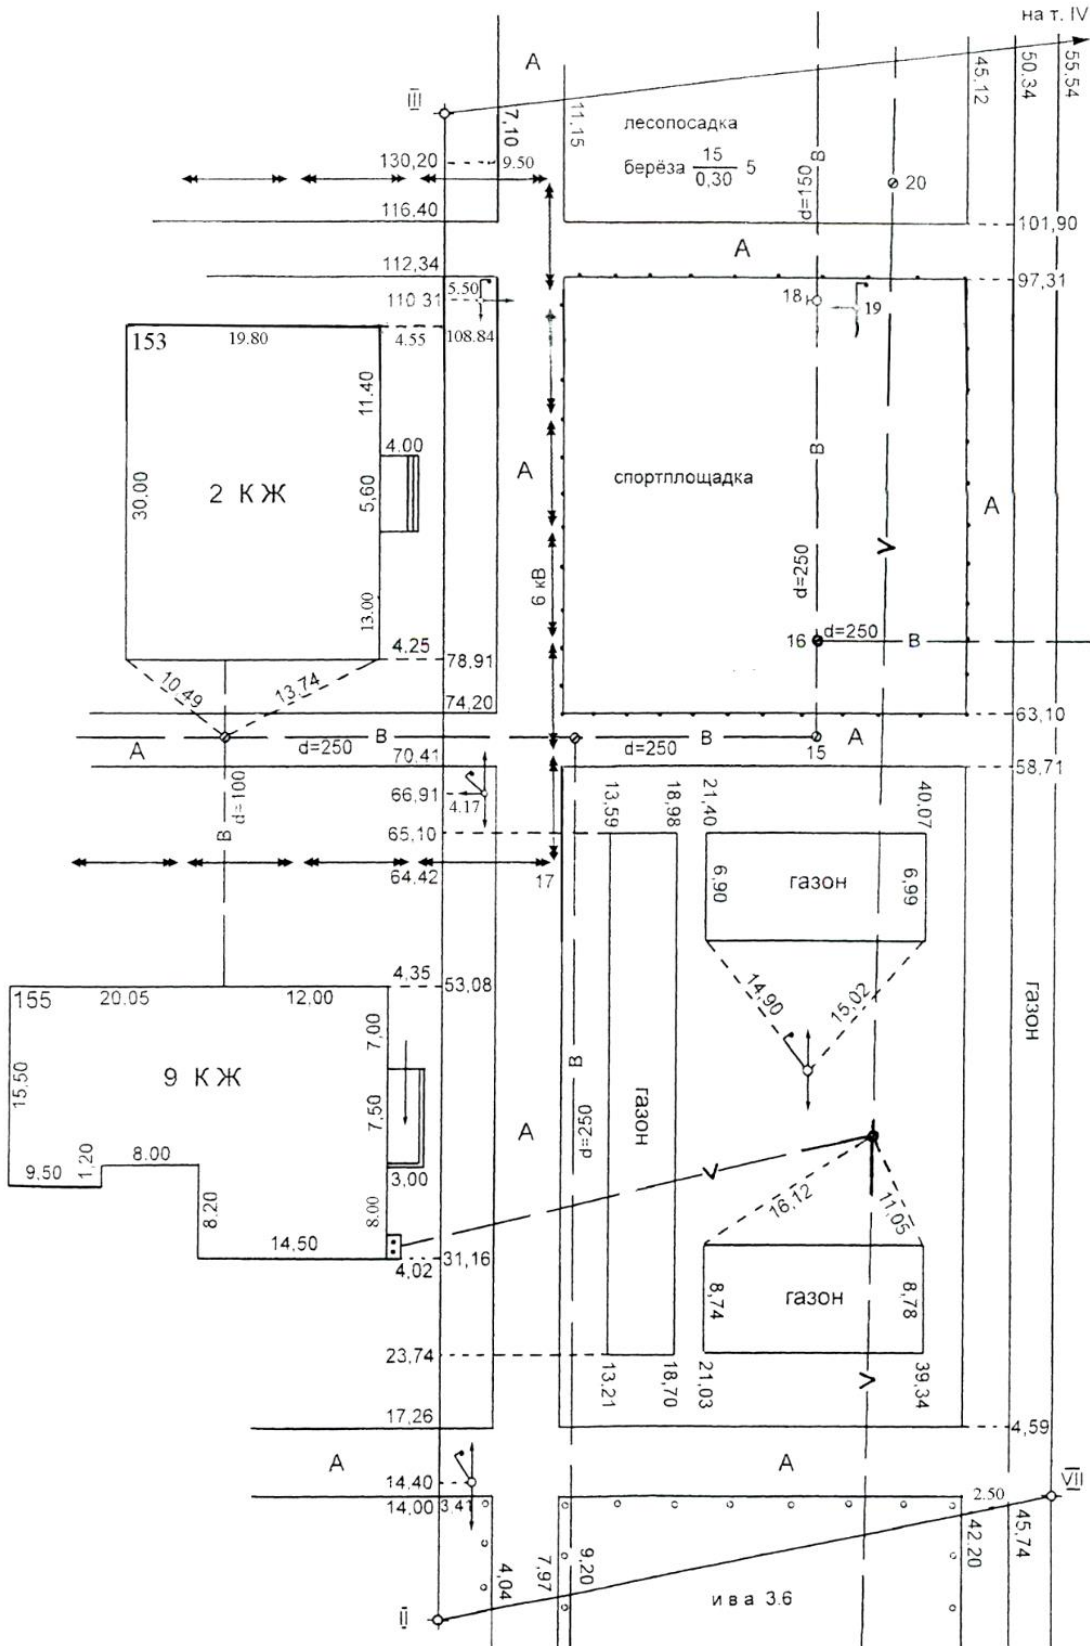 на т. IV
A
45.12
50.34
55.54
III
7,10
11.15
лесопосадка
берёза 15/0,30 5
d=150
B
20
130,20
9.50
116,40
101,90
A
112,34
97,31
5.50
110 31
18
19
153
19.80
4.55
108.84
11.40
4.00
5,60
30.00
2 КЖ
A
B
спортплощадка
A
6 кВ
d=250
13.00
16
d=250
B
4.25
78,91
10.49
13.74
74,20
63,10
A
d=250
B
d=250
B
15
A
70.41
58,71
d=100
B
66,91
4.17
65,10
13,59
18,98
21,40
40,07
6,90
газон
6,99
64,42
17
4,35
53,08
155
20.05
12,00
14,90
15,02
газон
7,00
15.50
9 КЖ
7,50
B
d=250
газон
A
9,50
1,20
8.00
3,00
16,12
11,05
8,20
8.00
14,50
4,02
31,16
8,74
газон
8,78
23,74
13.21
18,70
21,03
39,34
17,26
4,59
A
A
14,40
VII
14,00
3.41
2.50
4,04
7,97
9,20
42,20
45,74
ива 3.6
II